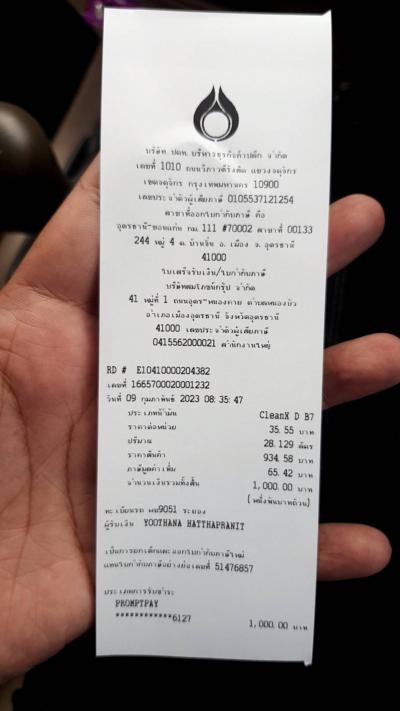 บริษัท ปตท. บริหารธุรกิจค้าปลีก จำกัด
เลขที่ 1010 ถนนวิภาวดีรังสิต แขวงจตุจักร
เขตจตุจักร กรุงเทพมหานคร 10900
เลขประจำตัวผู้เสียภาษี 0105537121254
สาขาที่ออกใบกำกับภาษี คือ
อุดรธานี-ขอนแก่น กม.111 #70002 สาขาที่ 00133
244 หมู่ 4 ต.บ้านจั่น อ.เมือง จ.อุดรธานี
41000
ใบเสร็จรับเงิน/ใบกำกับภาษี
บริษัทสมโภชน์กรุ๊ป จำกัด
41 หมู่ที่ 1 ถนนอุดร-หนองคาย ตำบลหนองบัว
อำเภอเมืองอุดรธานี จังหวัดอุดรธานี
41000 เลขประจำตัวผู้เสียภาษี
0415562000021 สำนักงานใหญ่
RD # E10410000204382
เลขที่ 1665700020001232
วันที่ 09 กุมภาพันธ์ 2023 08:35:47
ประเภทน้ำมัน CleanX D B7
ราคาต่อหน่วย 35.55 บาท
ปริมาณ 28.129 ลิตร
ราคาสินค้า 934.58 บาท
ภาษีมูลค่าเพิ่ม 65.42 บาท
จำนวนเงินรวมทั้งสิ้น 1,000.00 บาท
(หนึ่งพันบาทถ้วน)
ทะเบียนรถ 9051 ระยอง
ผู้รับเงิน YOOTHANA HATTHAPRANIT
เป็นการยกเลิกและออกใบกำกับภาษีใหม่
แทนใบกำกับภาษีอย่างย่อเลขที่ 51476857
ประเภทการรับชำระ
PROMPTPAY
************6127 1,000.00 บาท